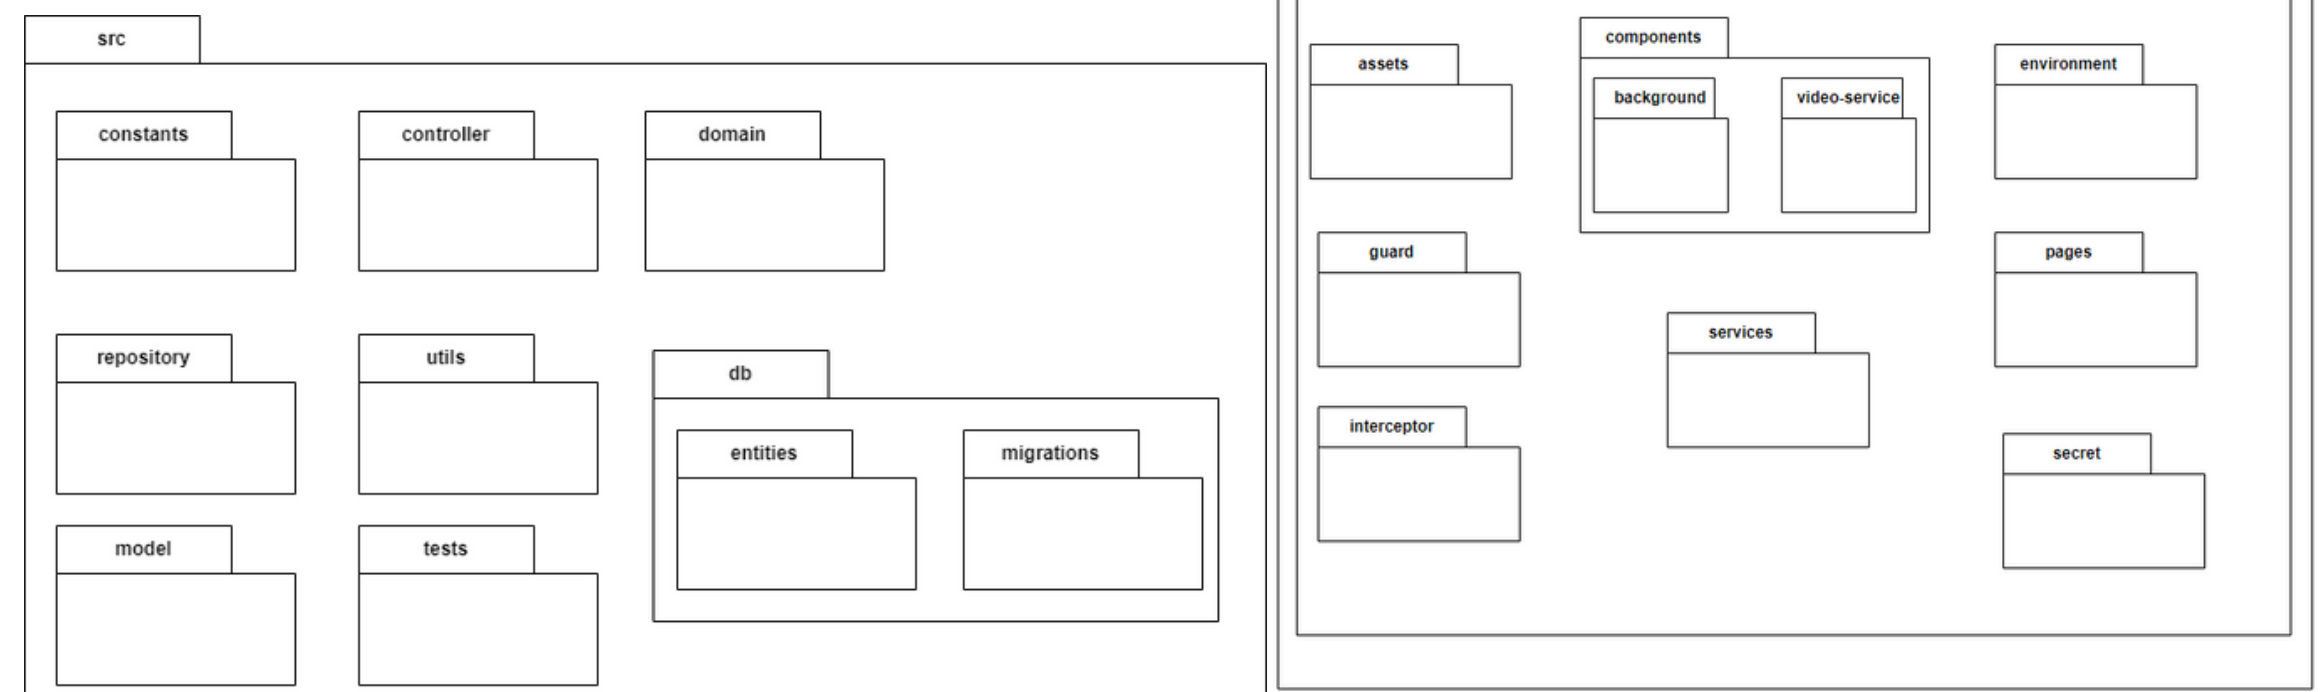 src
constants
controller
domain
repository
utils
db
entities
migrations
model
tests
components
assets
environment
background
video-service
guard
pages
services
interceptor
secret